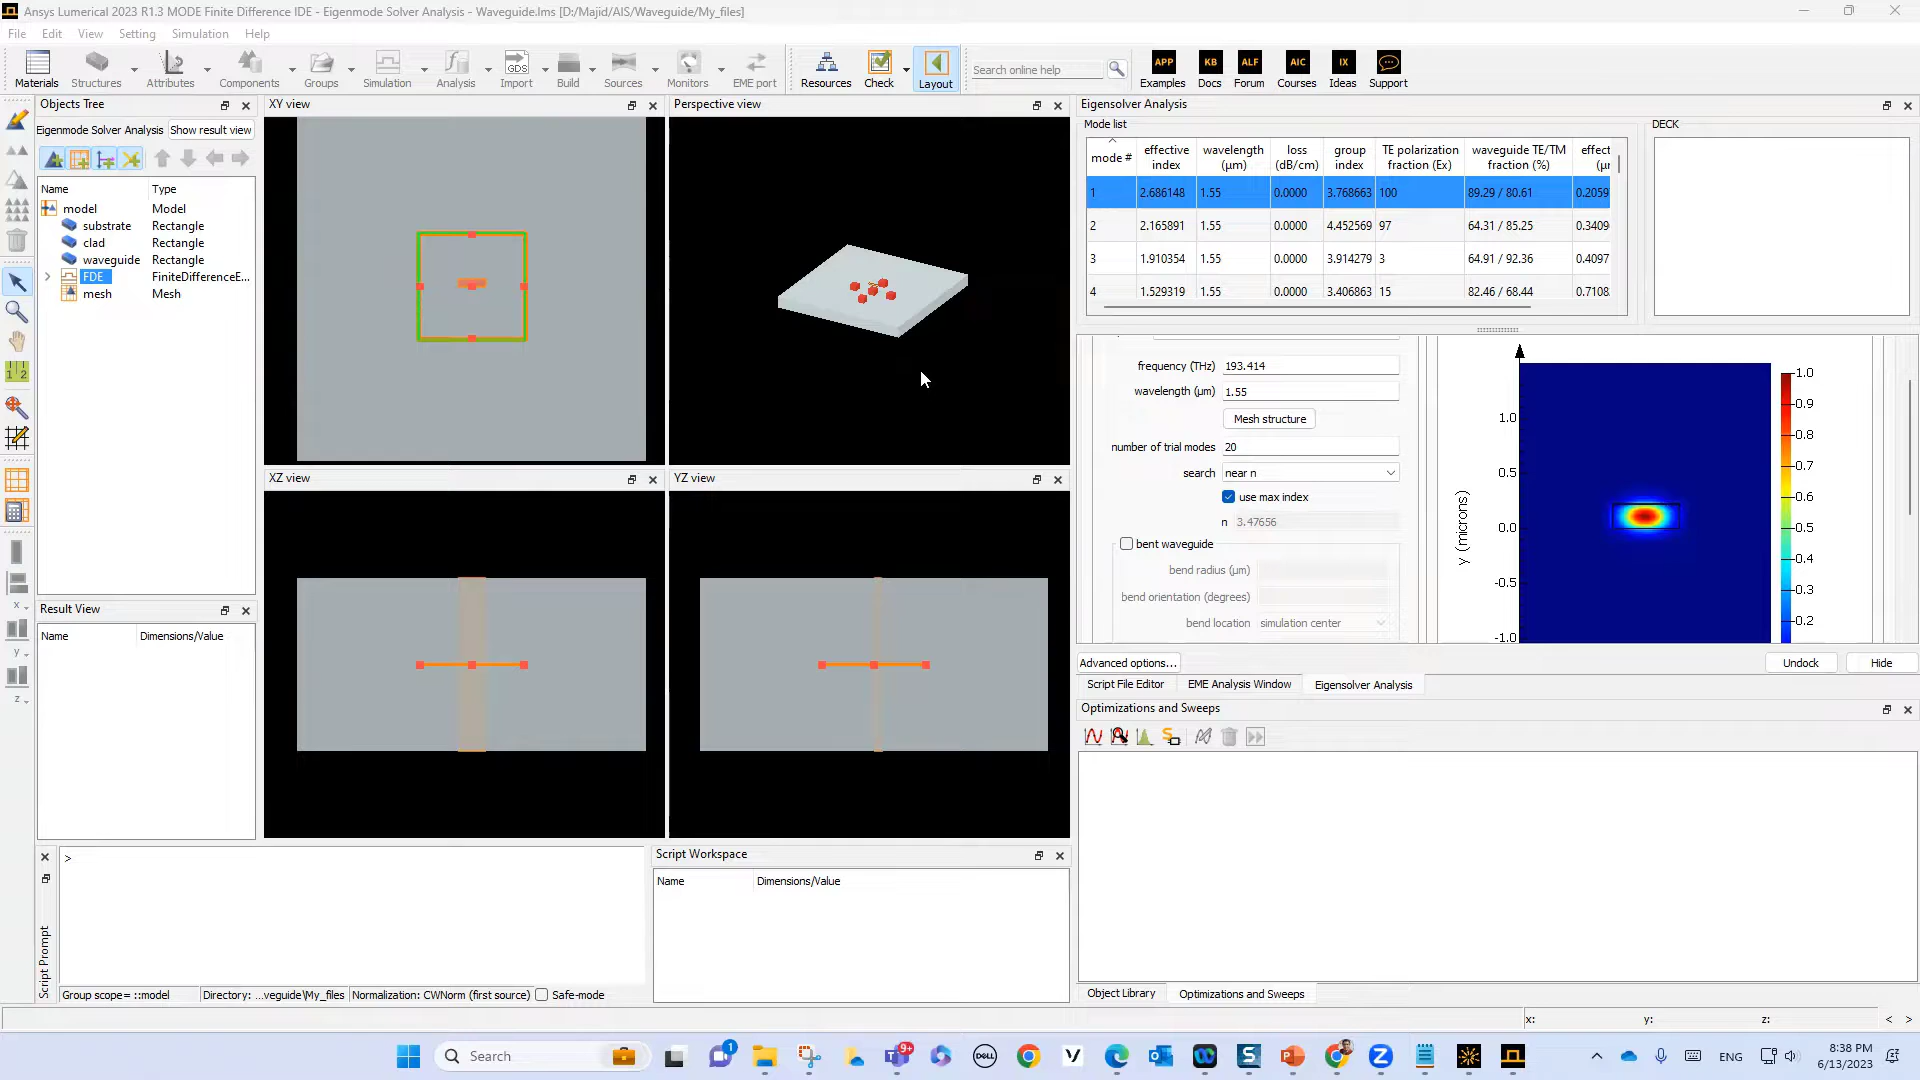 Ansys Lumerical 2023 R1.3 MODE Finite Difference IDE - Eigenmode Solver Analysis - Waveguide.lms [D:/Majid/AIS/Waveguide/My_files]
File Edit View Setting Simulation Help
Materials Structures Attributes Components Groups Simulation Analysis Import Build Sources Monitors EME port Resources Check Layout Search online help Examples Docs Forum Courses Ideas Support
GDS
APP KB ALF AIC IX
Objects Tree
Eigenmode Solver Analysis Show result view
Name Type
model Model
substrate Rectangle
clad Rectangle
waveguide Rectangle
FDE FiniteDifferenceE...
mesh Mesh
Result View
Name Dimensions/Value
XY view
Perspective view
XZ view
YZ view
Eigensolver Analysis
Mode list
DECK
mode # effective index wavelength (µm) loss (dB/cm) group index TE polarization fraction (Ex) waveguide TE/TM fraction (%) effect (µr
1 2.686148 1.55 0.0000 3.768663 100 89.29 / 80.61 0.2059
2 2.165891 1.55 0.0000 4.452569 97 64.31 / 85.25 0.3409
3 1.910354 1.55 0.0000 3.914279 3 64.91 / 92.36 0.4097
4 1.529319 1.55 0.0000 3.406863 15 82.46 / 68.44 0.7108
frequency (THz) 193.414
wavelength (µm) 1.55
Mesh structure
number of trial modes 20
search near n
use max index
n 3.47656
bent waveguide
bend radius (µm)
bend orientation (degrees)
bend location simulation center
y (microns)
1.0
0.5
0.0
-0.5
-1.0
1.0
0.9
0.8
0.7
0.6
0.5
0.4
0.3
0.2
Advanced options... Undock Hide
Script File Editor EME Analysis Window Eigensolver Analysis
Optimizations and Sweeps
Object Library Optimizations and Sweeps
x
y
z
Script Prompt
>
Script Workspace
Name Dimensions/Value
Group scope= ::model Directory: ...veguide\My_files Normalization: CWNorm (first source) Safe-mode
x: y: z: < >
Search
1
9+
DELL
V
S
ENG
8:38 PM
6/13/2023